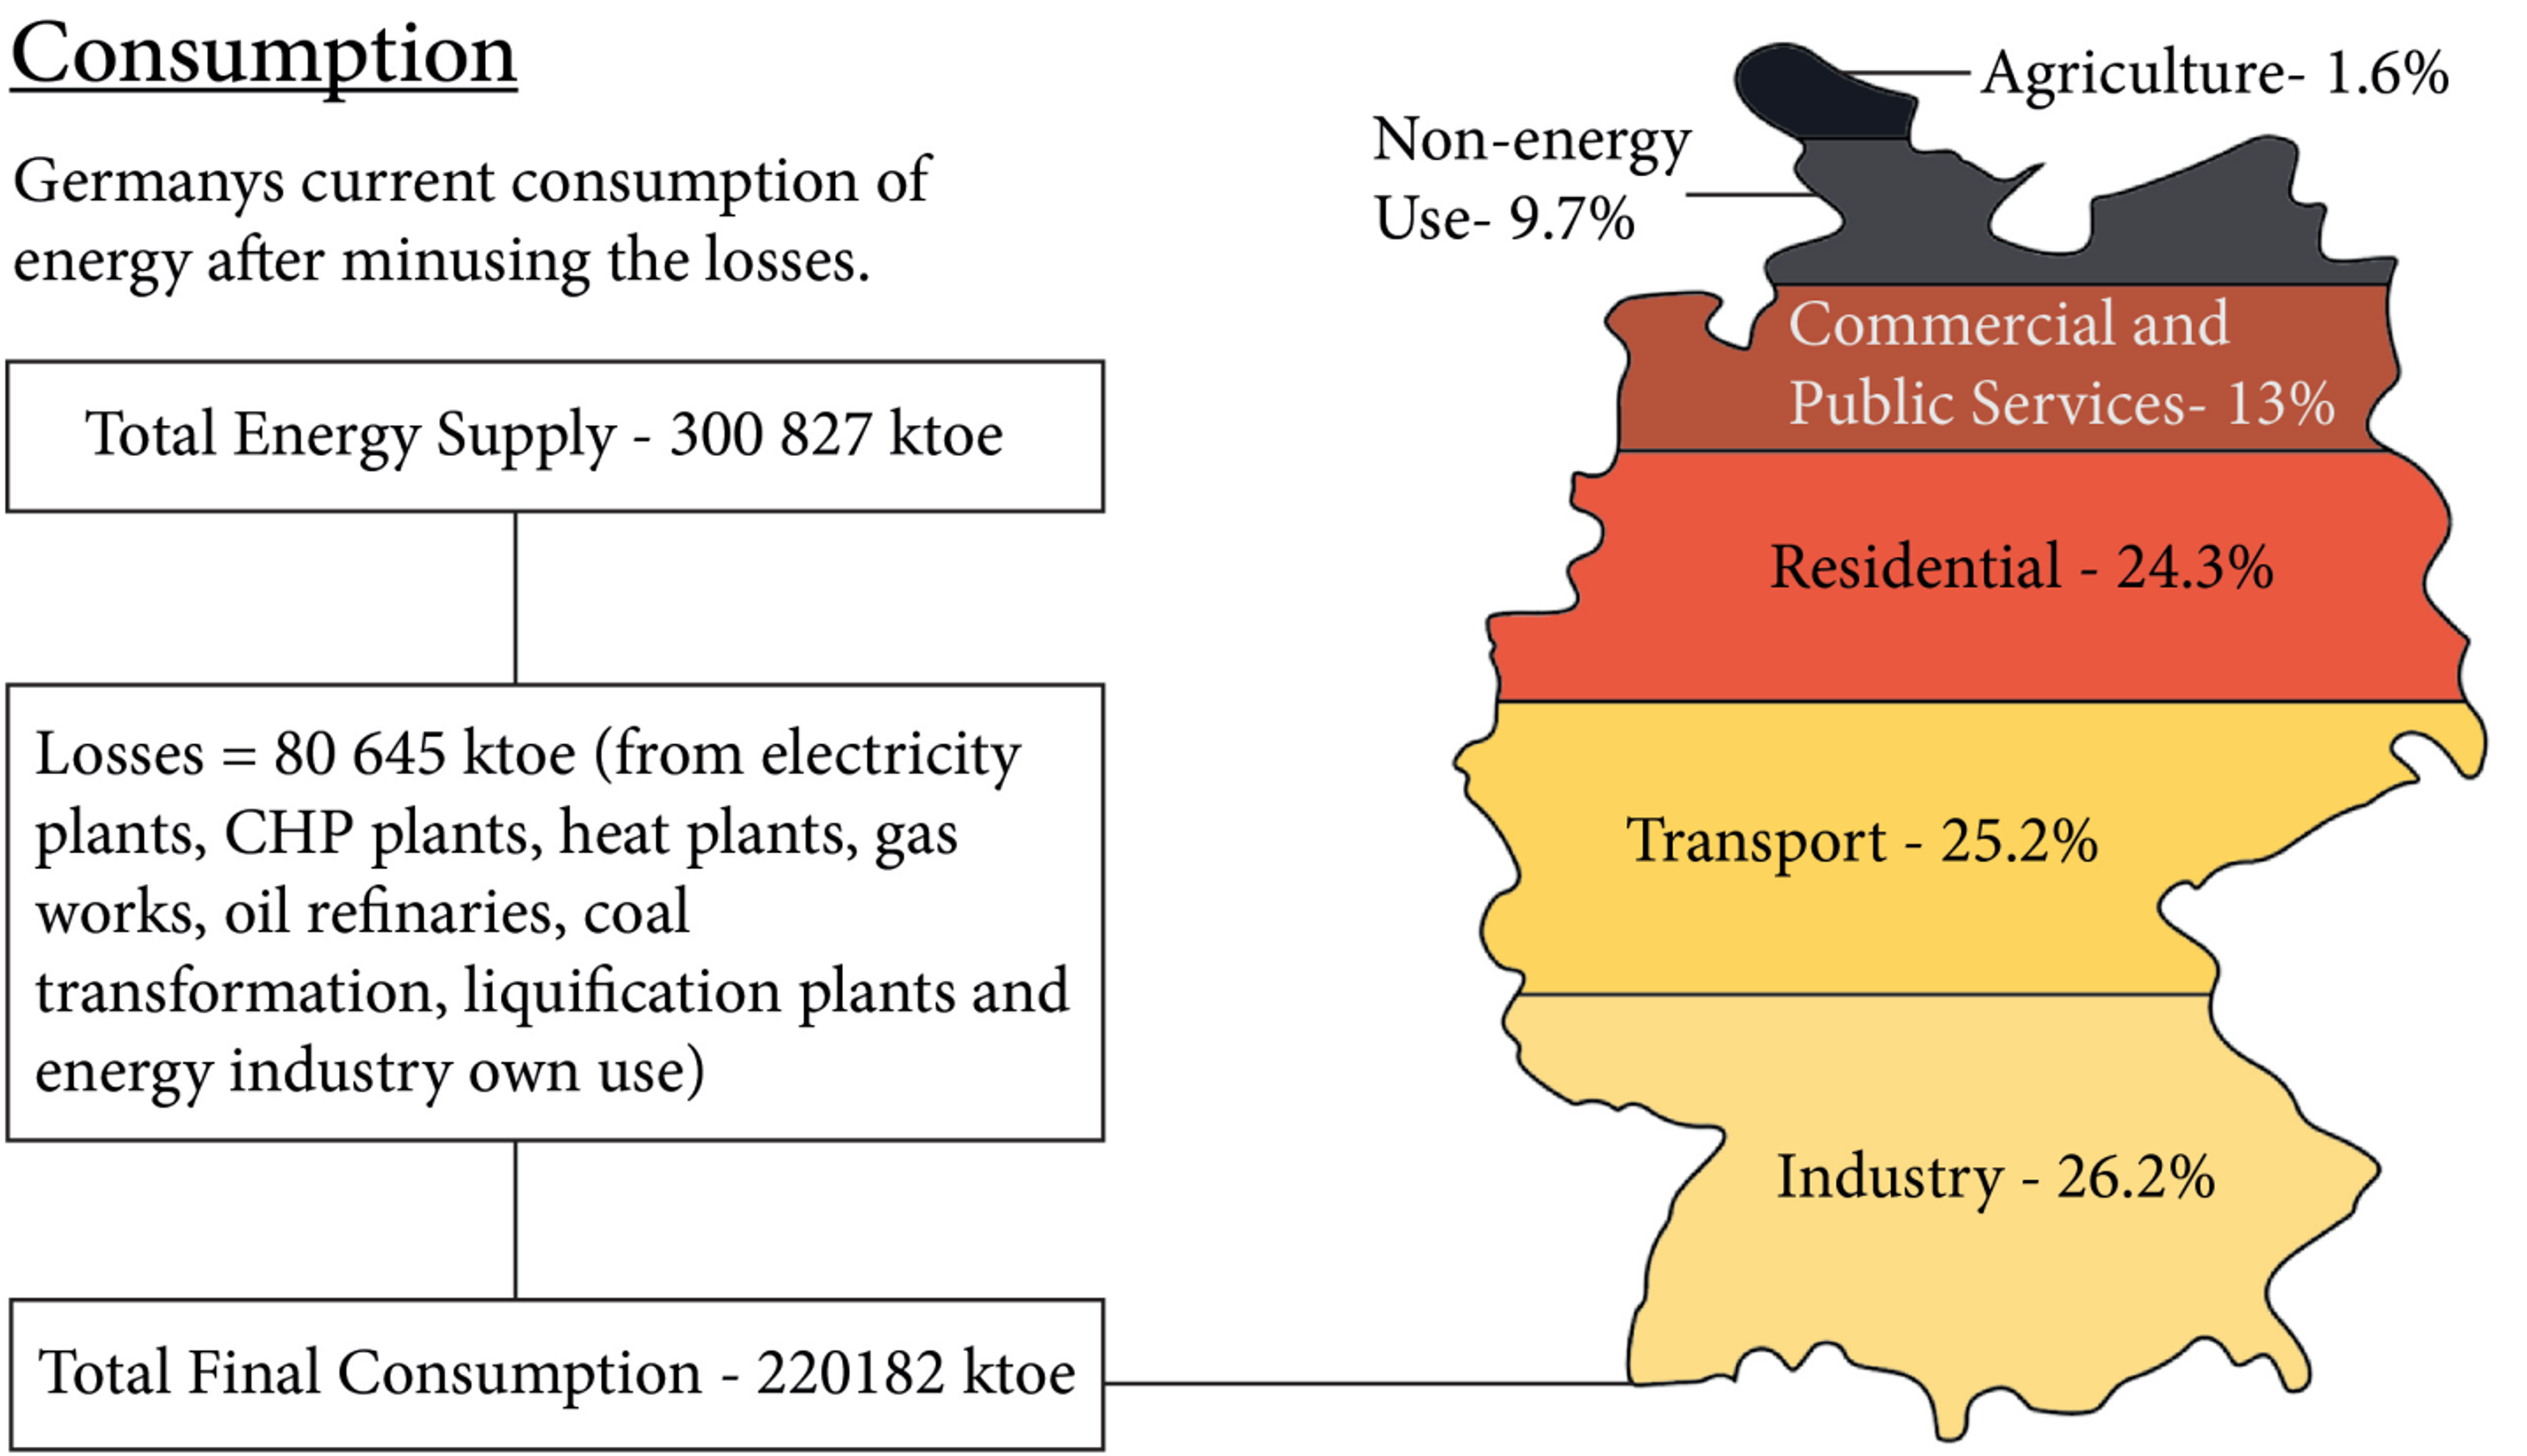 Consumption
Germanys current consumption of
energy after minusing the losses.
Total Energy Supply - 300 827 ktoe
Losses = 80 645 ktoe (from electricity
plants, CHP plants, heat plants, gas
works, oil refinaries, coal
transformation, liquification plants and
energy industry own use)
Total Final Consumption - 220182 ktoe
Agriculture- 1.6%
Non-energy
Use- 9.7%
Commercial and
Public Services- 13%
Residential - 24.3%
Transport - 25.2%
Industry - 26.2%